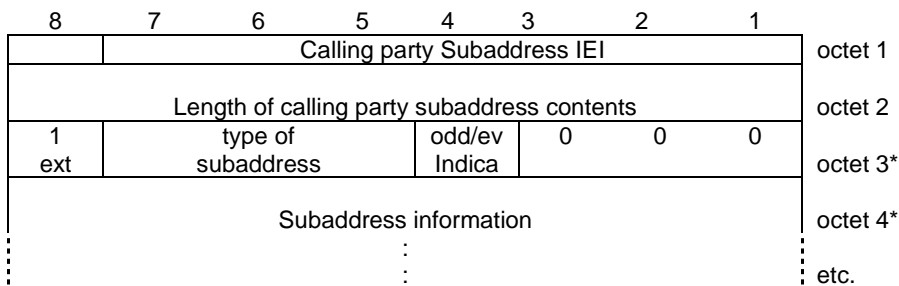 8 7 6 5 4 3 2 1
Calling party Subaddress IEI octet 1
Length of calling party subaddress contents octet 2
1 type of odd/ev 0 0 0
ext subaddress Indica octet 3*
Subaddress information octet 4*
:
: etc.